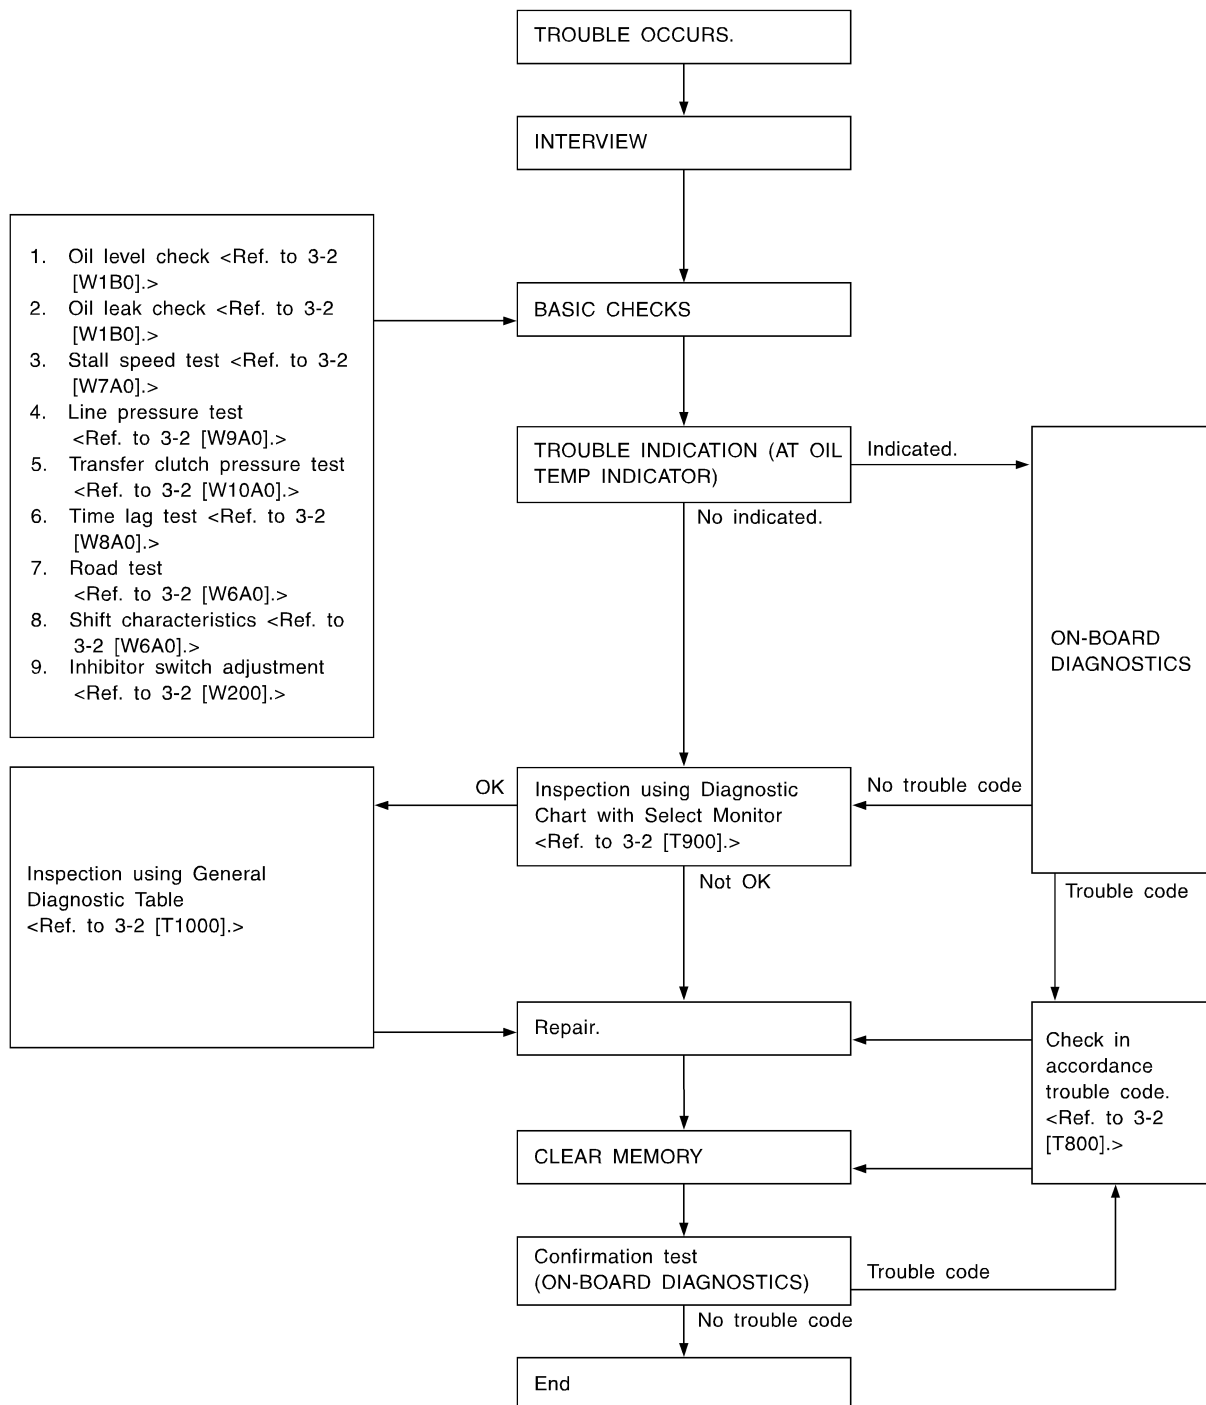 TROUBLE OCCURS.
INTERVIEW
1. Oil level check <Ref. to 3-2
[W1B0].>
2. Oil leak check <Ref. to 3-2
[W1B0].>
3. Stall speed test <Ref. to 3-2
[W7A0].>
4. Line pressure test
<Ref. to 3-2 [W9A0].>
5. Transfer clutch pressure test
<Ref. to 3-2 [W10A0].>
6. Time lag test <Ref. to 3-2
[W8A0].>
7. Road test
<Ref. to 3-2 [W6A0].>
8. Shift characteristics <Ref. to
3-2 [W6A0].>
9. Inhibitor switch adjustment
<Ref. to 3-2 [W200].>
BASIC CHECKS
TROUBLE INDICATION (AT OIL
TEMP INDICATOR)
Indicated.
No indicated.
ON-BOARD
DIAGNOSTICS
Inspection using Diagnostic
Chart with Select Monitor
<Ref. to 3-2 [T900].>
No trouble code
OK
Not OK
Trouble code
Inspection using General
Diagnostic Table
<Ref. to 3-2 [T1000].>
Repair.
Check in
accordance
trouble code.
<Ref. to 3-2
[T800].>
CLEAR MEMORY
Confirmation test
(ON-BOARD DIAGNOSTICS)
Trouble code
No trouble code
End